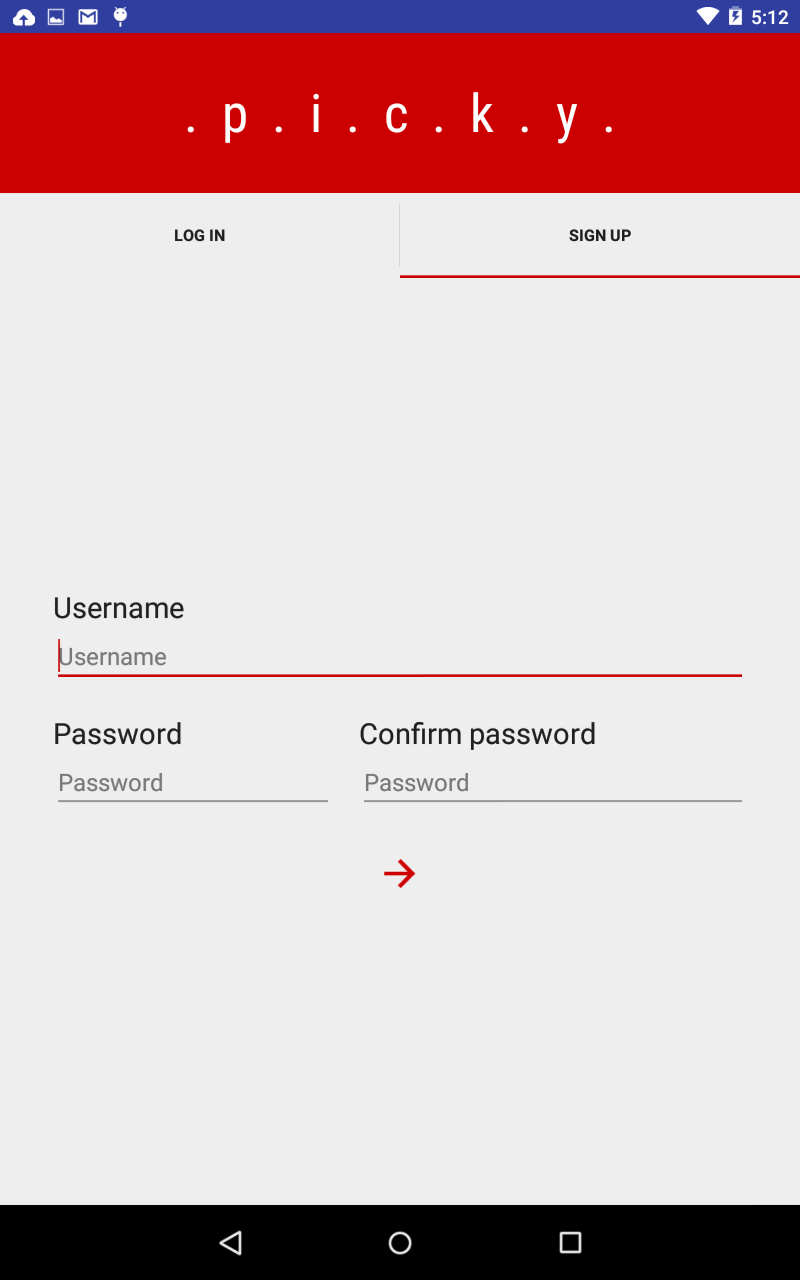 5:12
. p . i . c . k . y .
LOG IN
SIGN UP
Username
Username
Password
Confirm password
Password
Password